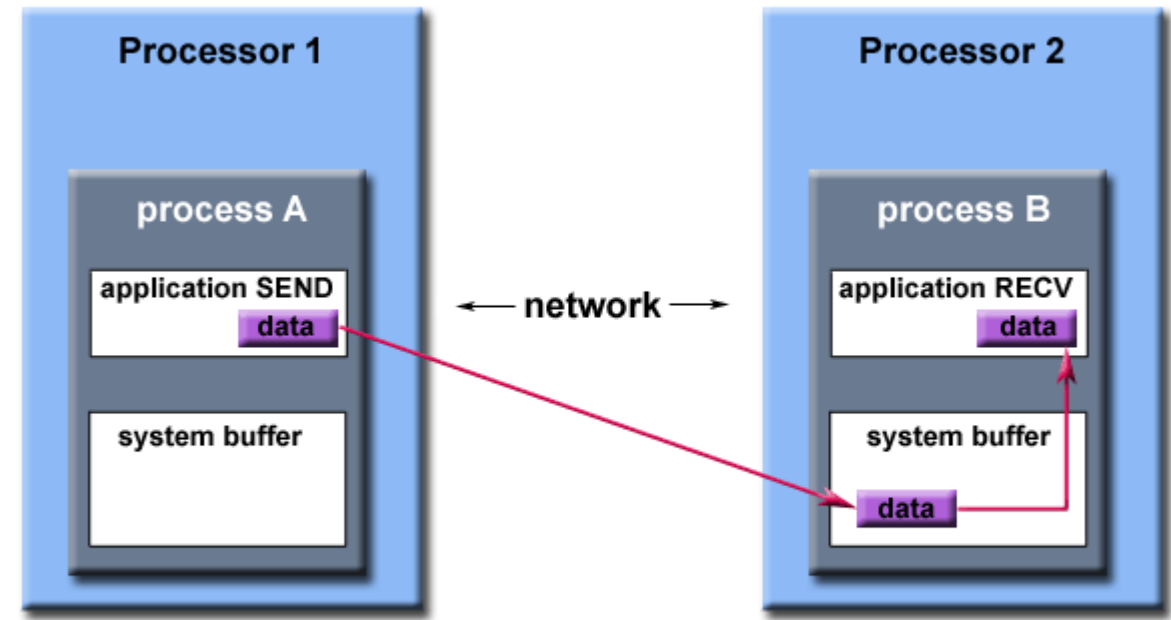 Processor 1
process A
application SEND
data
system buffer
network
Processor 2
process B
application RECV
data
system buffer
data